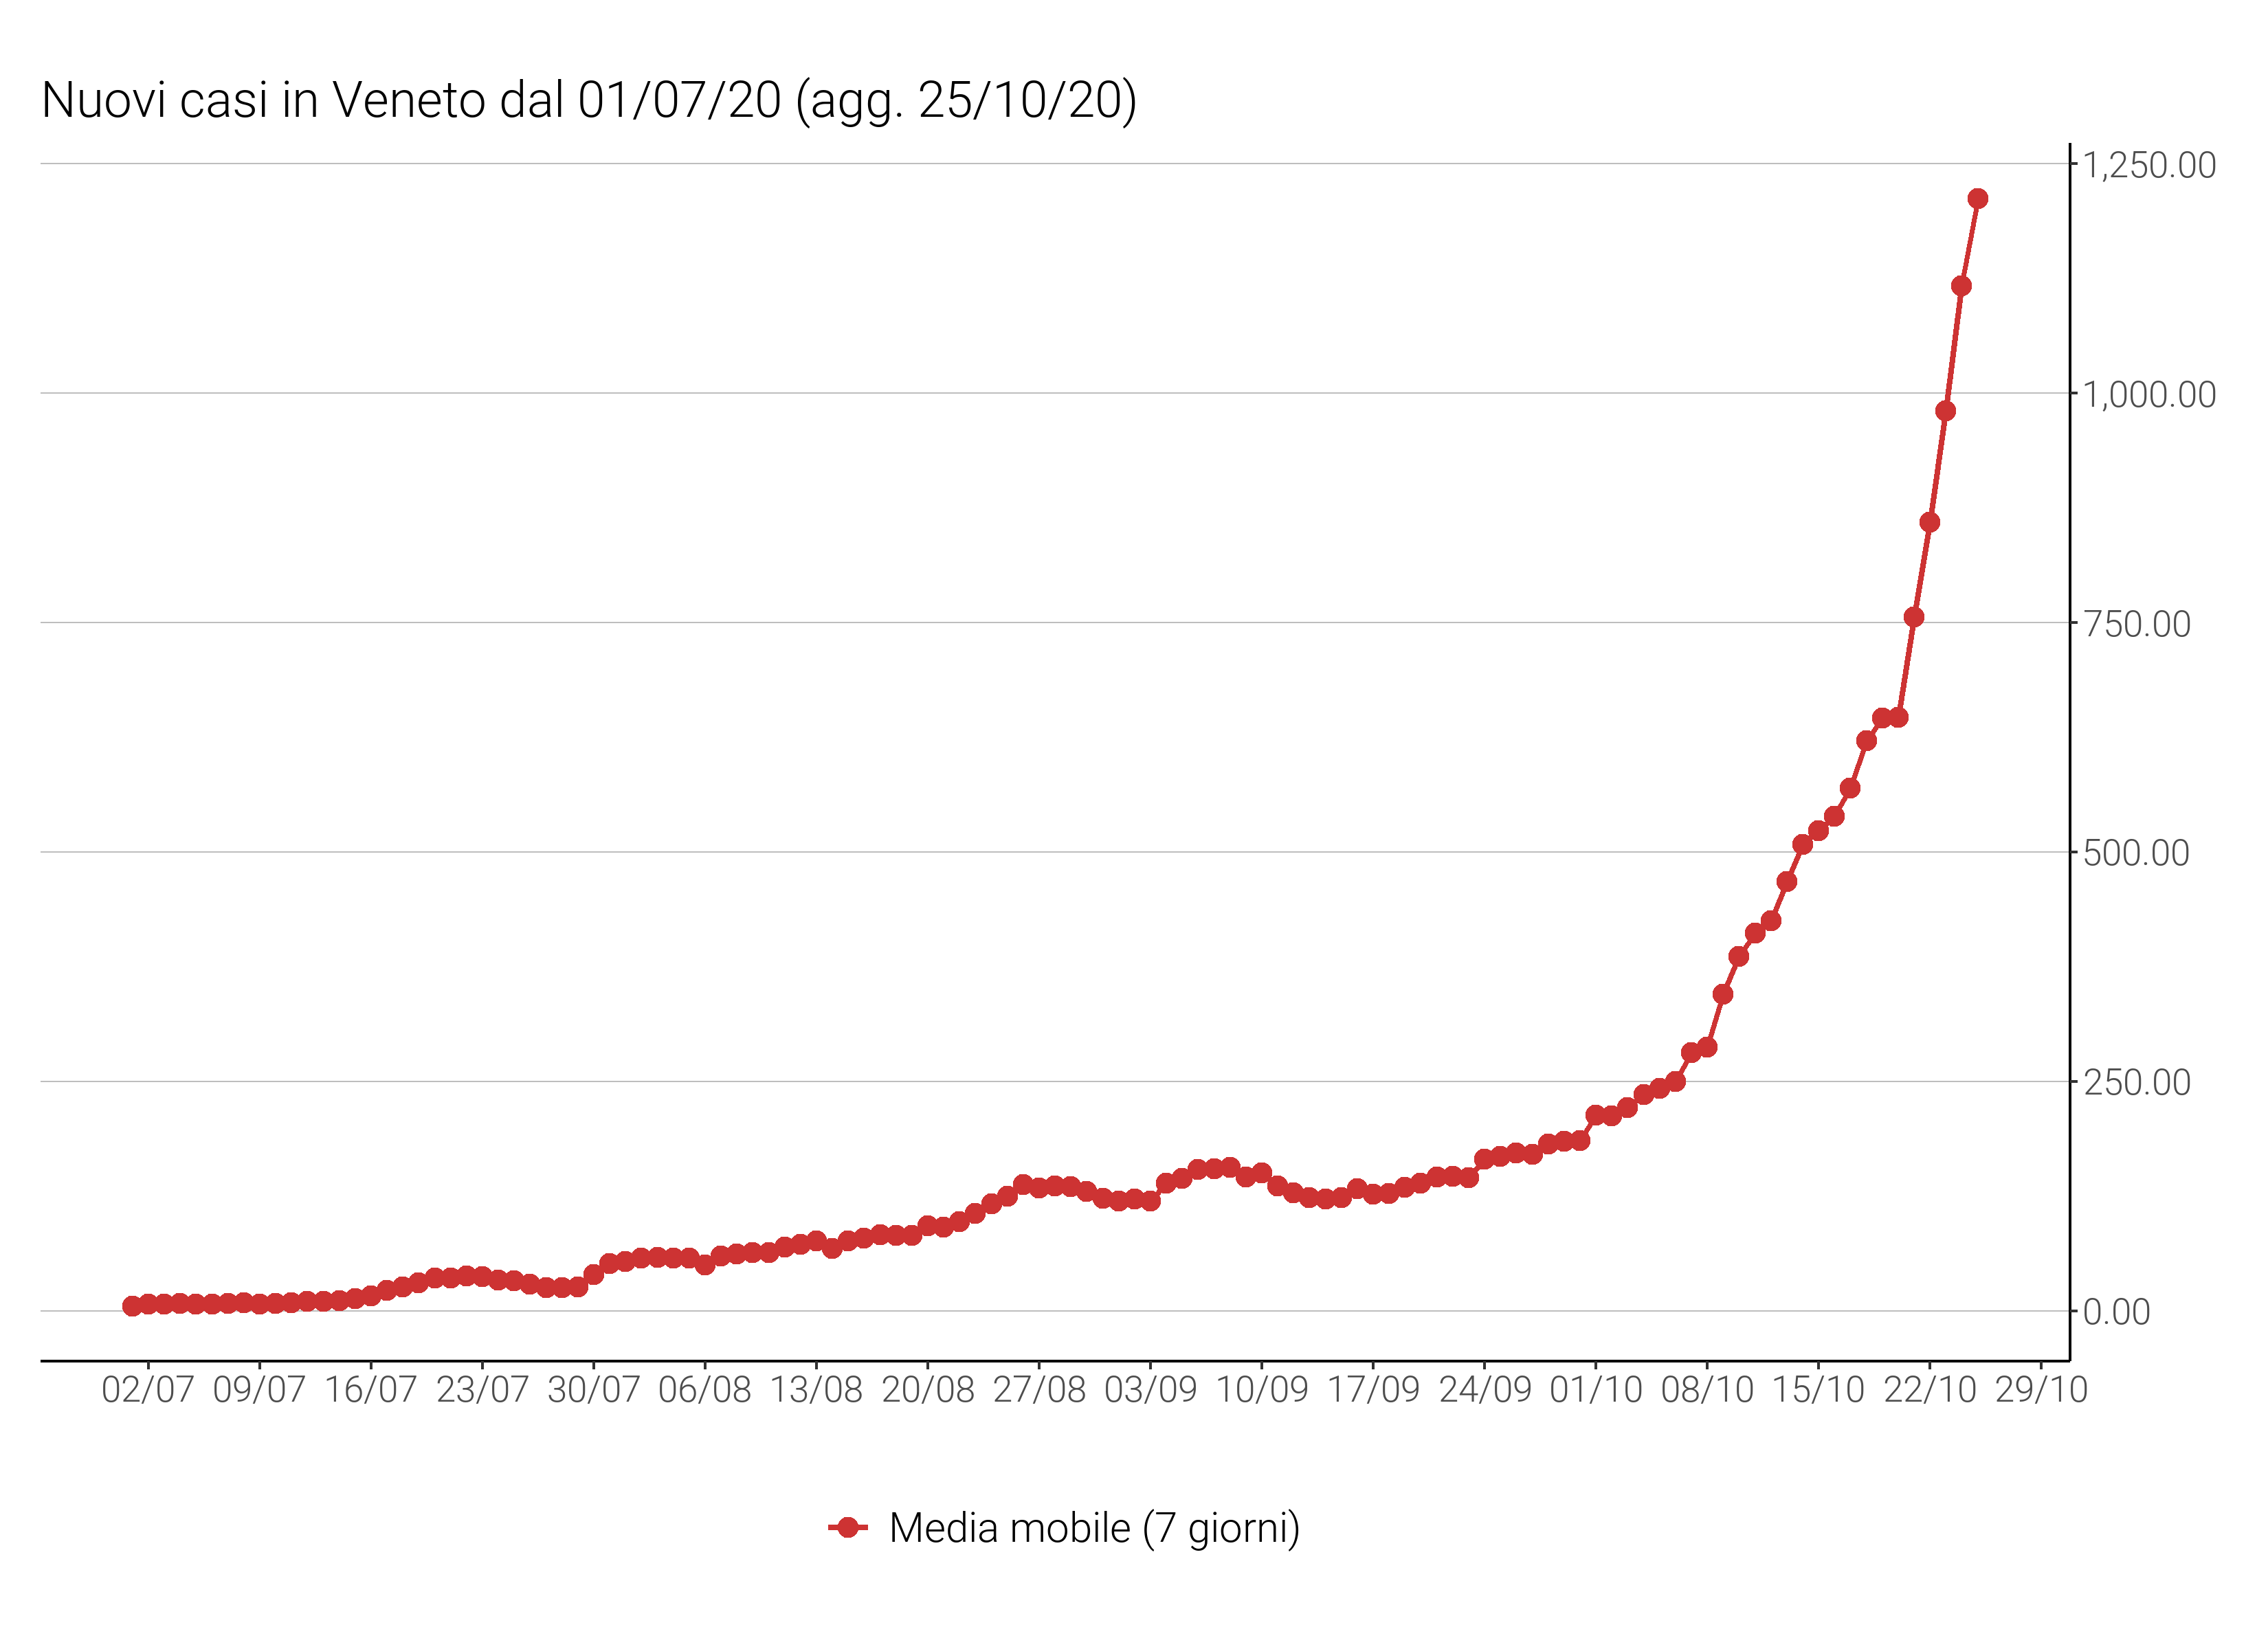 Nuovi casi in Veneto dal 01/07/20 (agg. 25/10/20)
1,250.00
1,000.00
750.00
500.00
250.00
0.00
02/07 09/07 16/07 23/07 30/07 06/08 13/08 20/08 27/08 03/09 10/09 17/09 24/09 01/10 08/10 15/10 22/10 29/10
Media mobile (7 giorni)